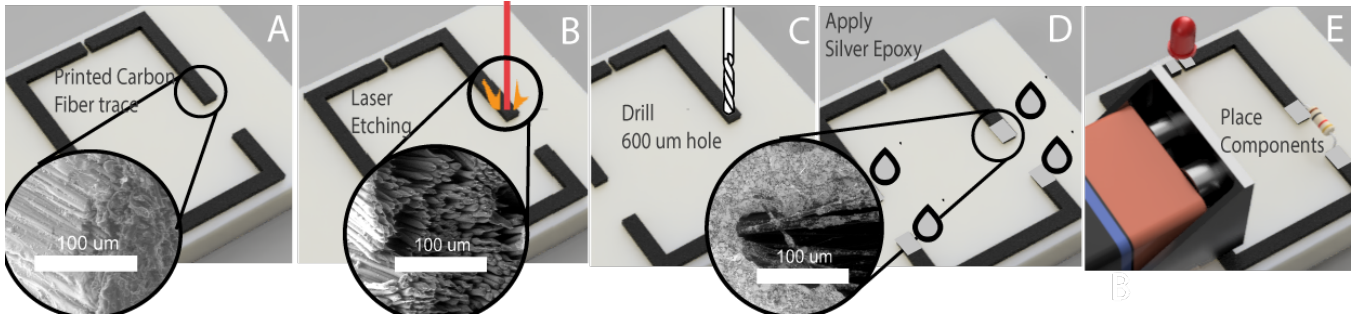 A
Printed Carbon
Fiber trace
100 um
B
Laser
Etching
100 um
C
Drill
600 um hole
D
Apply
Silver Epoxy
100 um
E
Place
Components
B